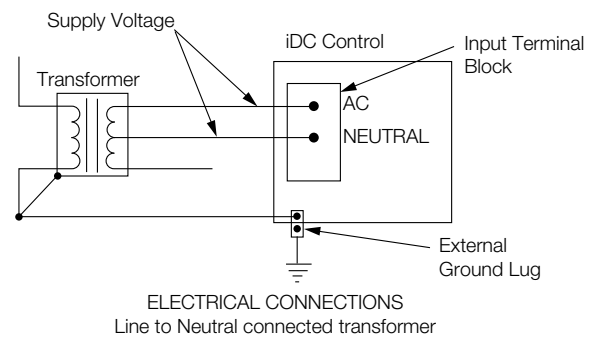 Supply Voltage
iDC Control
Input Terminal
Block
Transformer
AC
NEUTRAL
External
Ground Lug
ELECTRICAL CONNECTIONS
Line to Neutral connected transformer